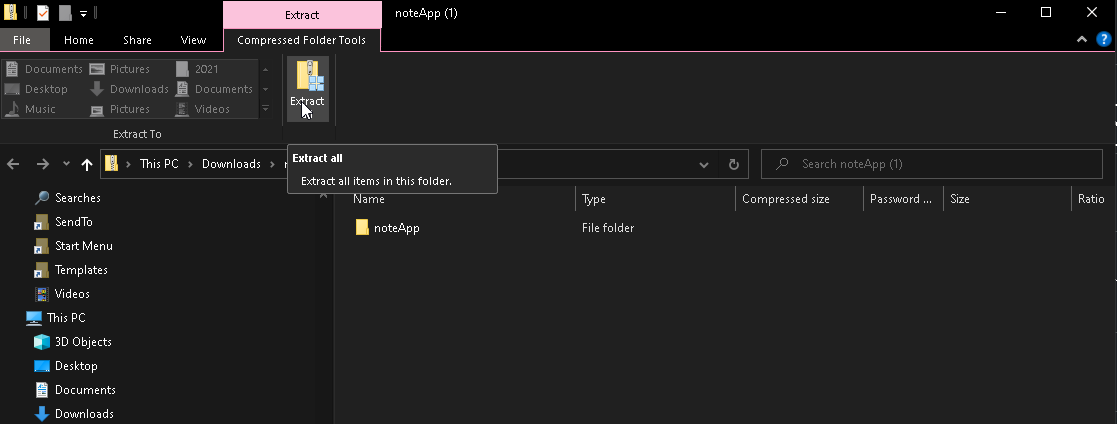 Extract
noteApp (1)
File
Home
Share
View
Compressed Folder Tools
Documents
Pictures
2021
Desktop
Downloads
Documents
Music
Pictures
Videos
Extract To
Extract
This PC
Downloads
Search noteApp (1)
Extract all
Extract all items in this folder.
Searches
SendTo
Start Menu
Templates
Videos
This PC
3D Objects
Desktop
Documents
Downloads
Name
Type
Compressed size
Password ...
Size
Ratio
noteApp
File folder